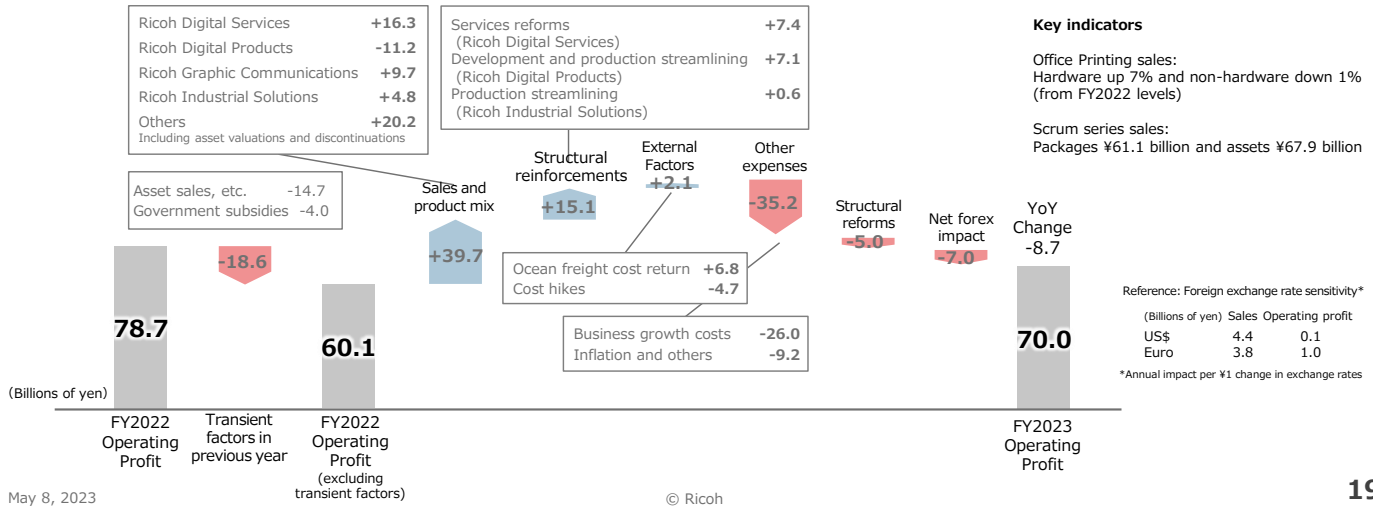 Ricoh Digital Services +16.3
Ricoh Digital Products -11.2
Ricoh Graphic Communications +9.7
Ricoh Industrial Solutions +4.8
Others +20.2
Including asset valuations and discontinuations
Services reforms +7.4
(Ricoh Digital Services)
Development and production streamlining +7.1
(Ricoh Digital Products)
Production streamlining +0.6
(Ricoh Industrial Solutions)
Key indicators
Office Printing sales:
Hardware up 7% and non-hardware down 1%
(from FY2022 levels)
Scrum series sales:
Packages ¥61.1 billion and assets ¥67.9 billion
Asset sales, etc. -14.7
Government subsidies -4.0
Sales and
product mix
+39.7
Structural
reinforcements
+15.1
External
Factors
+2.1
Other
expenses
-35.2
Structural
reforms
-5.0
Net forex
impact
-7.0
YoY
Change
-8.7
-18.6
Ocean freight cost return +6.8
Cost hikes -4.7
Business growth costs -26.0
Inflation and others -9.2
78.7
60.1
70.0
Reference: Foreign exchange rate sensitivity*
(Billions of yen) Sales Operating profit
US$ 4.4 0.1
Euro 3.8 1.0
*Annual impact per ¥1 change in exchange rates
(Billions of yen)
FY2022
Operating
Profit
Transient
factors in
previous year
FY2022
Operating
Profit
(excluding
transient factors)
FY2023
Operating
Profit
May 8, 2023
© Ricoh
19